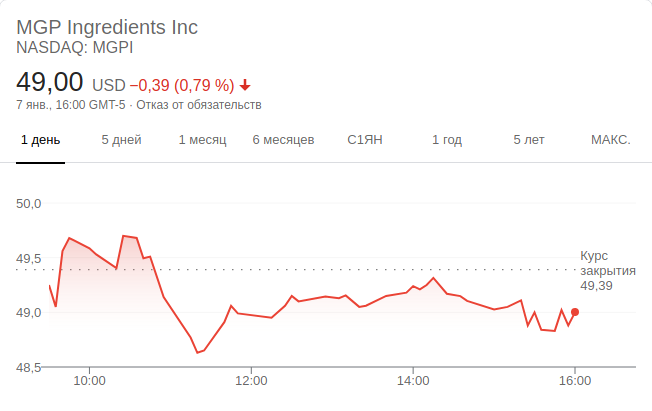 MGP Ingredients Inc
NASDAQ: MGPI
49,00 USD −0,39 (0,79 %)
7 янв., 16:00 GMT-5 · Отказ от обязательств
1 день 5 дней 1 месяц 6 месяцев С1ЯН 1 год 5 лет МАКС.
50,0
49,5
49,0
48,5
Курс
закрытия
49,39
10:00 12:00 14:00 16:00